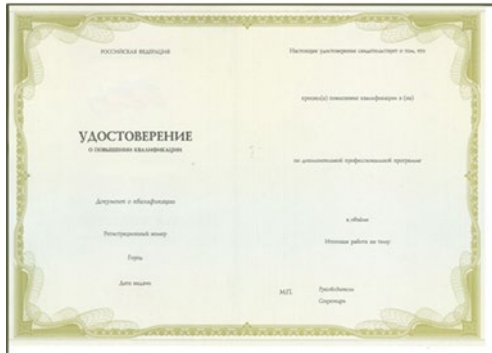 РОССИЙСКАЯ ФЕДЕРАЦИЯ
УДОСТОВЕРЕНИЕ
О ПОВЫШЕНИИ КВАЛИФИКАЦИИ
Документ о квалификации
Регистрационный номер
Город
Дата выдачи
Настоящее удостоверение свидетельствует о том, что
прошел(а) повышение квалификации в (на)
по дополнительной профессиональной программе
в объёме
Итоговая работа на тему
М.П.
Руководитель
Секретарь